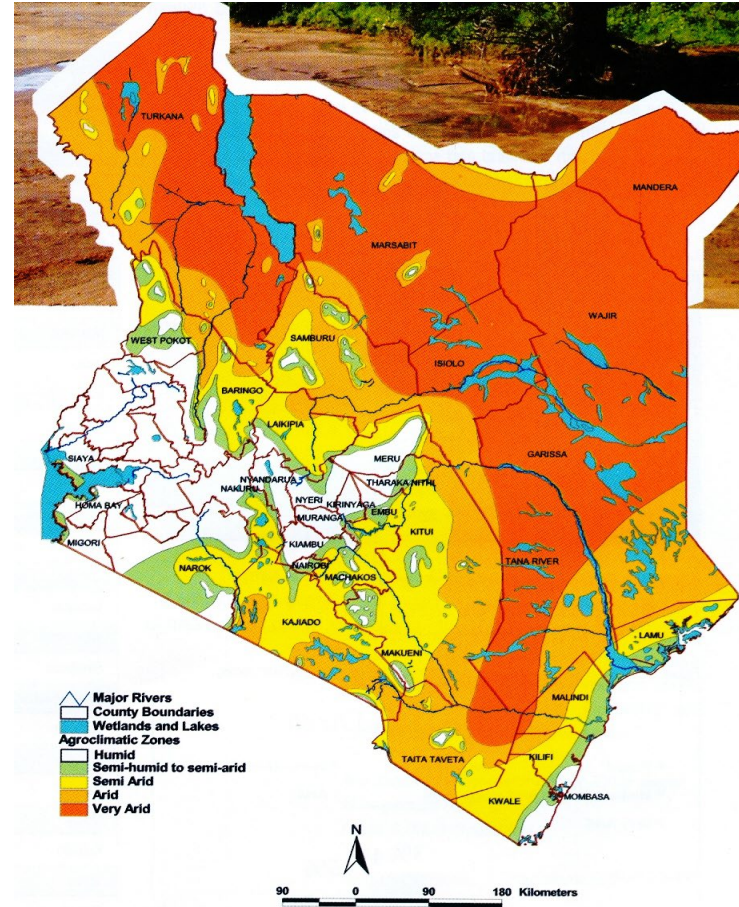 TURKANA
MANDERA
MARSABIT
WAJIR
WEST POKOT
SAMBURU
ISIOLO
BARINGO
LAIKIPIA
GARISSA
MERU
SIAYA
NYANDARUA
THARAKA NITHI
NAKURU
HOMA BAY
NYERI
KIRINYAGA
EMBU
MURANGA
KITUI
MIGORI
KIAMBU
TANA RIVER
NAROK
NAIROBI
MACHAKOS
KAJIADO
LAMU
MAKUENI
MALINDI
TAITA TAVETA
KILIFI
KWALE
MOMBASA
Major Rivers
County Boundaries
Wetlands and Lakes
Agroclimatic Zones
Humid
Semi-humid to semi-arid
Semi Arid
Arid
Very Arid
N
90 0 90 180 Kilometers